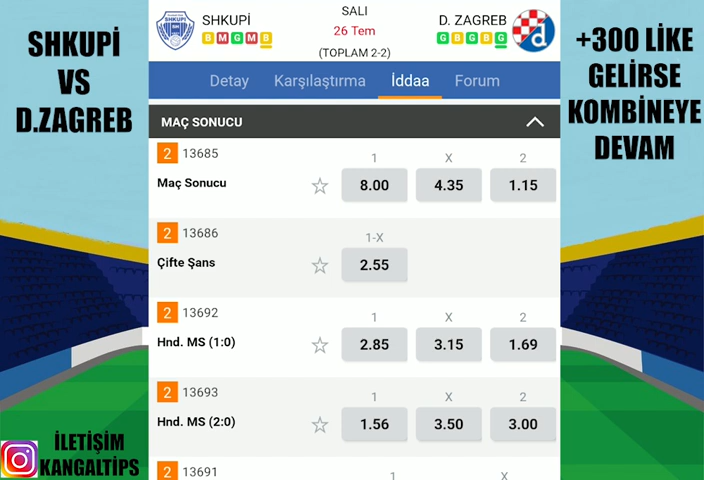 SHKUPİ
VS
D.ZAGREB
SHKUPİ
B M G M B
SALI
26 Tem
(TOPLAM 2-2)
D. ZAGREB
G B G B G
Detay Karşılaştırma İddaa Forum
MAÇ SONUCU
2 13685
Maç Sonucu
1 X 2
8.00 4.35 1.15
2 13686
Çifte Şans
1-X
2.55
2 13692
Hnd. MS (1:0)
1 X 2
2.85 3.15 1.69
2 13693
Hnd. MS (2:0)
1 X 2
1.56 3.50 3.00
2 13691
1 X
+300 LİKE
GELİRSE
KOMBİNEYE
DEVAM
İLETİŞİM
KANGALTİPS